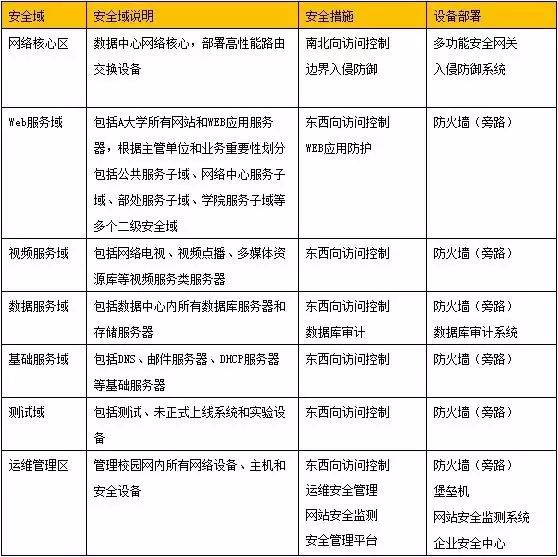 安全域 安全域说明 安全措施 设备部署
网络核心区 数据中心网络核心，部署高性能路由 南北向访问控制 多功能安全网关
交换设备 边界入侵防御 入侵防御系统
Web服务域 包括A大学所有网站和WEB应用服务 东西向访问控制 防火墙（旁路）
器，根据主管单位和业务重要性划分 WEB应用防护
包括公共服务子域、网络中心服务子
域、部处服务子域、学院服务子域等
多个二级安全域
视频服务域 包括网络电视、视频点播、多媒体资 东西向访问控制 防火墙（旁路）
源库等视频服务类服务器
数据服务域 包括数据中心内所有数据库服务器和 东西向访问控制 防火墙（旁路）
存储服务器 数据库审计 数据库审计系统
基础服务域 包括DNS、邮件服务器、DHCP服务器 东西向访问控制 防火墙（旁路）
等基础服务器
测试域 包括测试、未正式上线系统和实验设 东西向访问控制 防火墙（旁路）
备
运维管理区 管理校园网内所有网络设备、主机和 东西向访问控制 防火墙（旁路）
安全设备 运维安全管理 堡垒机
网站安全监测 网站安全监测系统
安全管理平台 企业安全中心